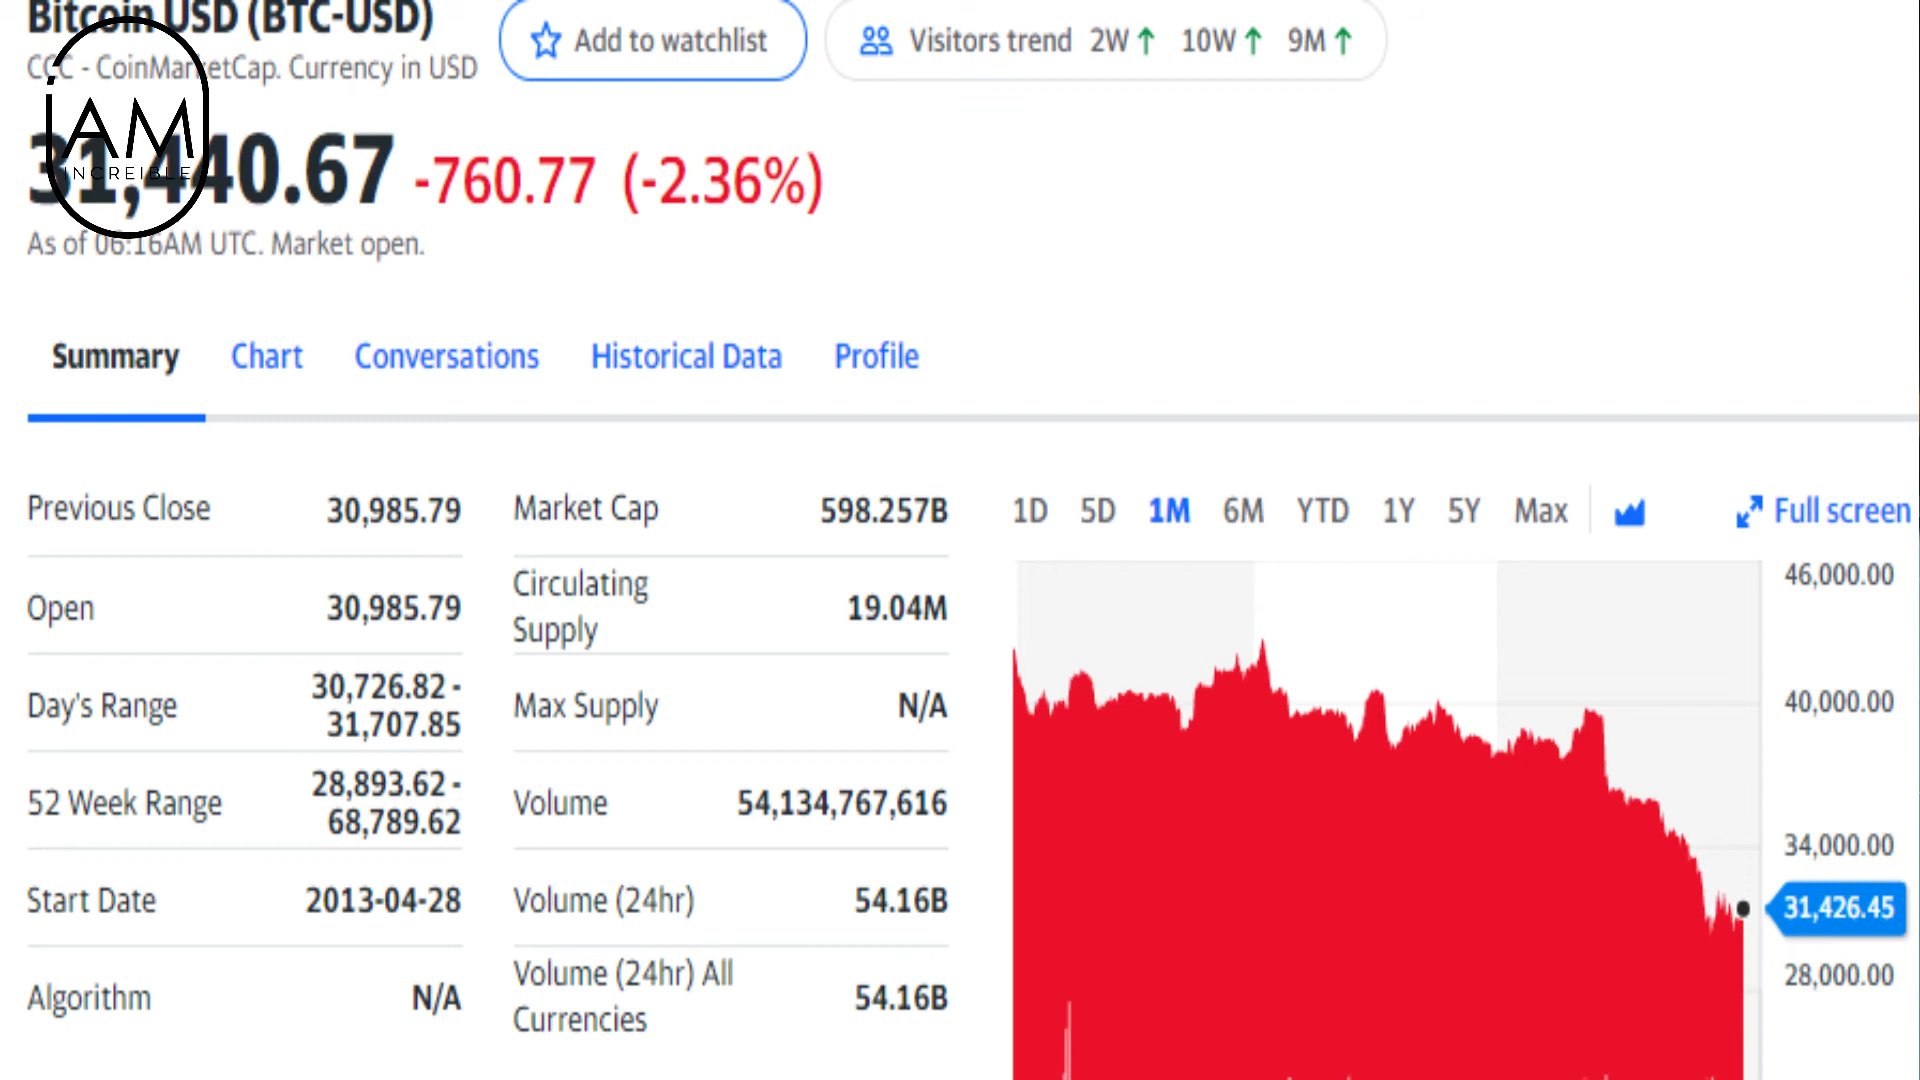 Bitcoin USD (BTC-USD)
CCC - CoinMarketCap. Currency in USD
Add to watchlist
Visitors trend 2W 10W 9M
iAM
INCREIBLE
31,440.67 -760.77 (-2.36%)
As of 06:16AM UTC. Market open.
Summary Chart Conversations Historical Data Profile
Previous Close 30,985.79
Open 30,985.79
Day's Range 30,726.82 -
31,707.85
52 Week Range 28,893.62 -
68,789.62
Start Date 2013-04-28
Algorithm N/A
Market Cap 598.257B
Circulating
Supply 19.04M
Max Supply N/A
Volume 54,134,767,616
Volume (24hr) 54.16B
Volume (24hr) All
Currencies 54.16B
1D 5D 1M 6M YTD 1Y 5Y Max Full screen
46,000.00
40,000.00
34,000.00
31,426.45
28,000.00